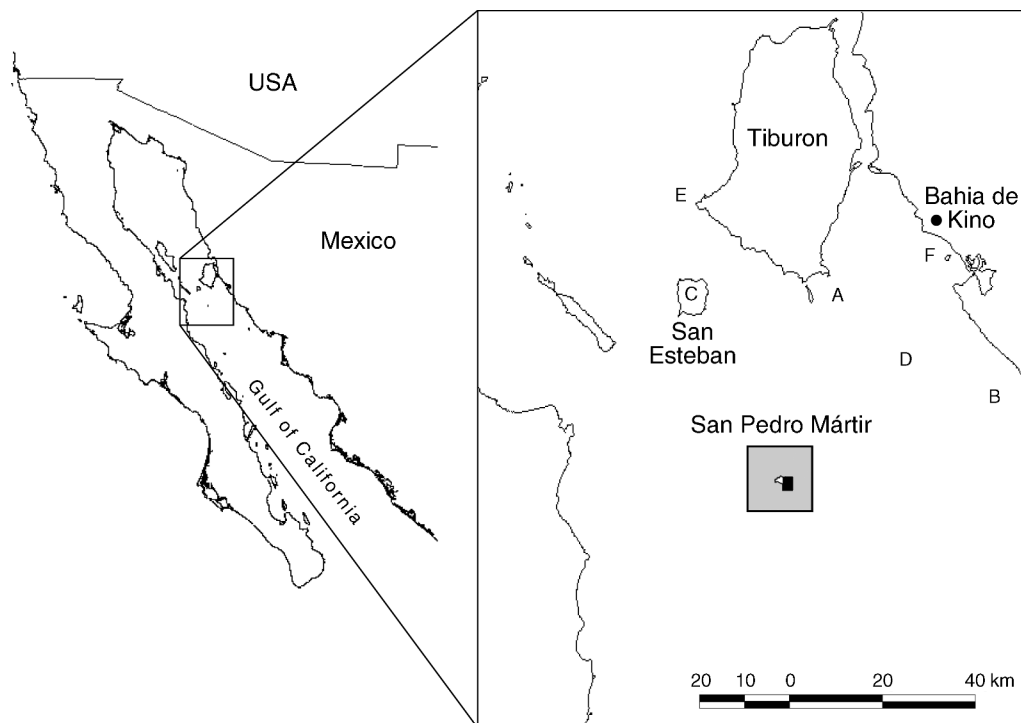 USA
Mexico
Gulf of California
Tiburon
E
Bahia de
Kino
F
C
A
San
Esteban
D
B
San Pedro Mártir
20 10 0 20 40 km